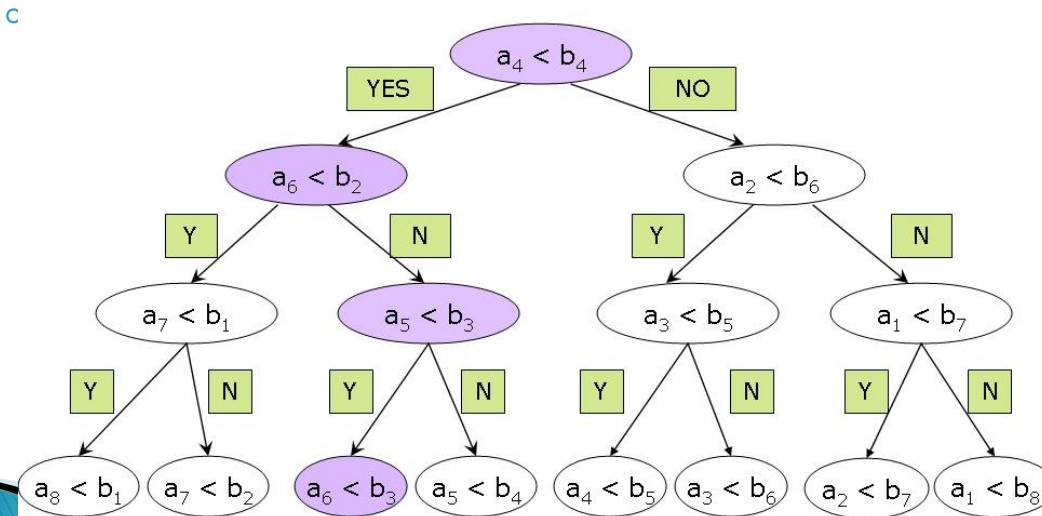 C
a₄ < b₄
YES NO
a₆ < b₂ a₂ < b₆
Y N Y N
a₇ < b₁ a₅ < b₃ a₃ < b₅ a₁ < b₇
Y N Y N Y N Y N
a₈ < b₁ a₇ < b₂ a₆ < b₃ a₅ < b₄ a₄ < b₅ a₃ < b₆ a₂ < b₇ a₁ < b₈